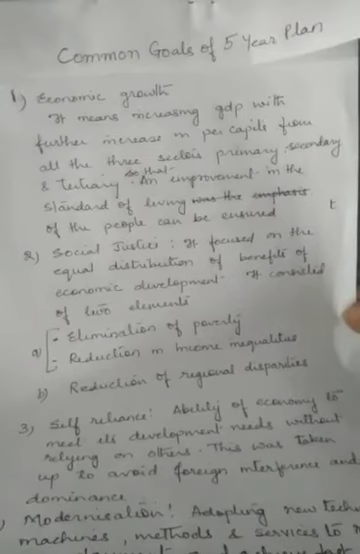 Common Goals of 5 Year Plan
1) Economic growth
It means increasing gdp with
further increase in per capita from
all the three sectors primary, secondary
& Tertiary. so that An improvement in the
standard of living was the emphasis
of the people can be ensured
t
2) Social Justice : It focused on the
equal distribution of benefits of
economic development. It consisted
of two elements
a) - Elimination of poverty
- Reduction in Income inequalities
b) Reduction of regional disparities
3) Self reliance : Ability of economy to
meet its development needs without
relying on others. This was taken
up to avoid foreign interference and
dominance
) Modernisation : Adopting new tech
machines, methods & services to